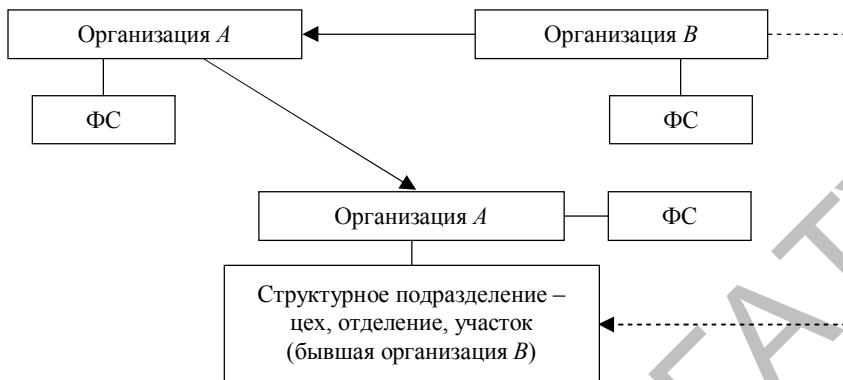 Организация А
Организация В
ФС
ФС
Организация А
ФС
Структурное подразделение –
цех, отделение, участок
(бывшая организация В)